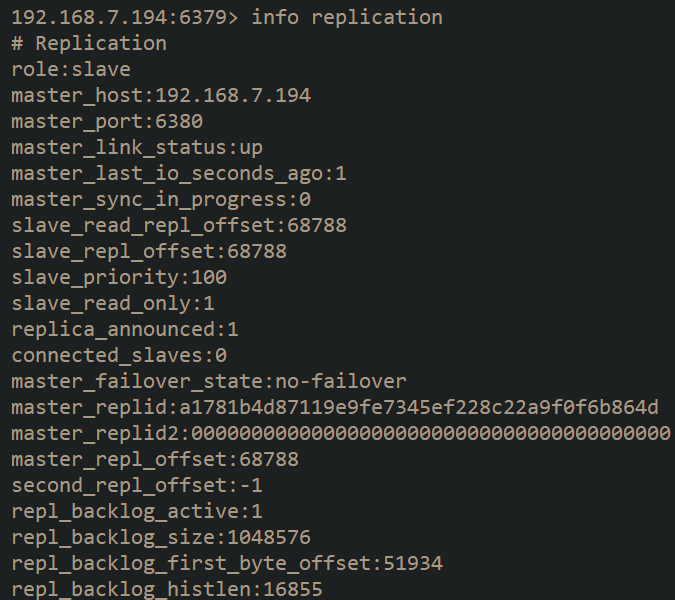 192.168.7.194:6379> info replication
# Replication
role:slave
master_host:192.168.7.194
master_port:6380
master_link_status:up
master_last_io_seconds_ago:1
master_sync_in_progress:0
slave_read_repl_offset:68788
slave_repl_offset:68788
slave_priority:100
slave_read_only:1
replica_announced:1
connected_slaves:0
master_failover_state:no-failover
master_replid:a1781b4d87119e9fe7345ef228c22a9f0f6b864d
master_replid2:0000000000000000000000000000000000000000
master_repl_offset:68788
second_repl_offset:-1
repl_backlog_active:1
repl_backlog_size:1048576
repl_backlog_first_byte_offset:51934
repl_backlog_histlen:16855